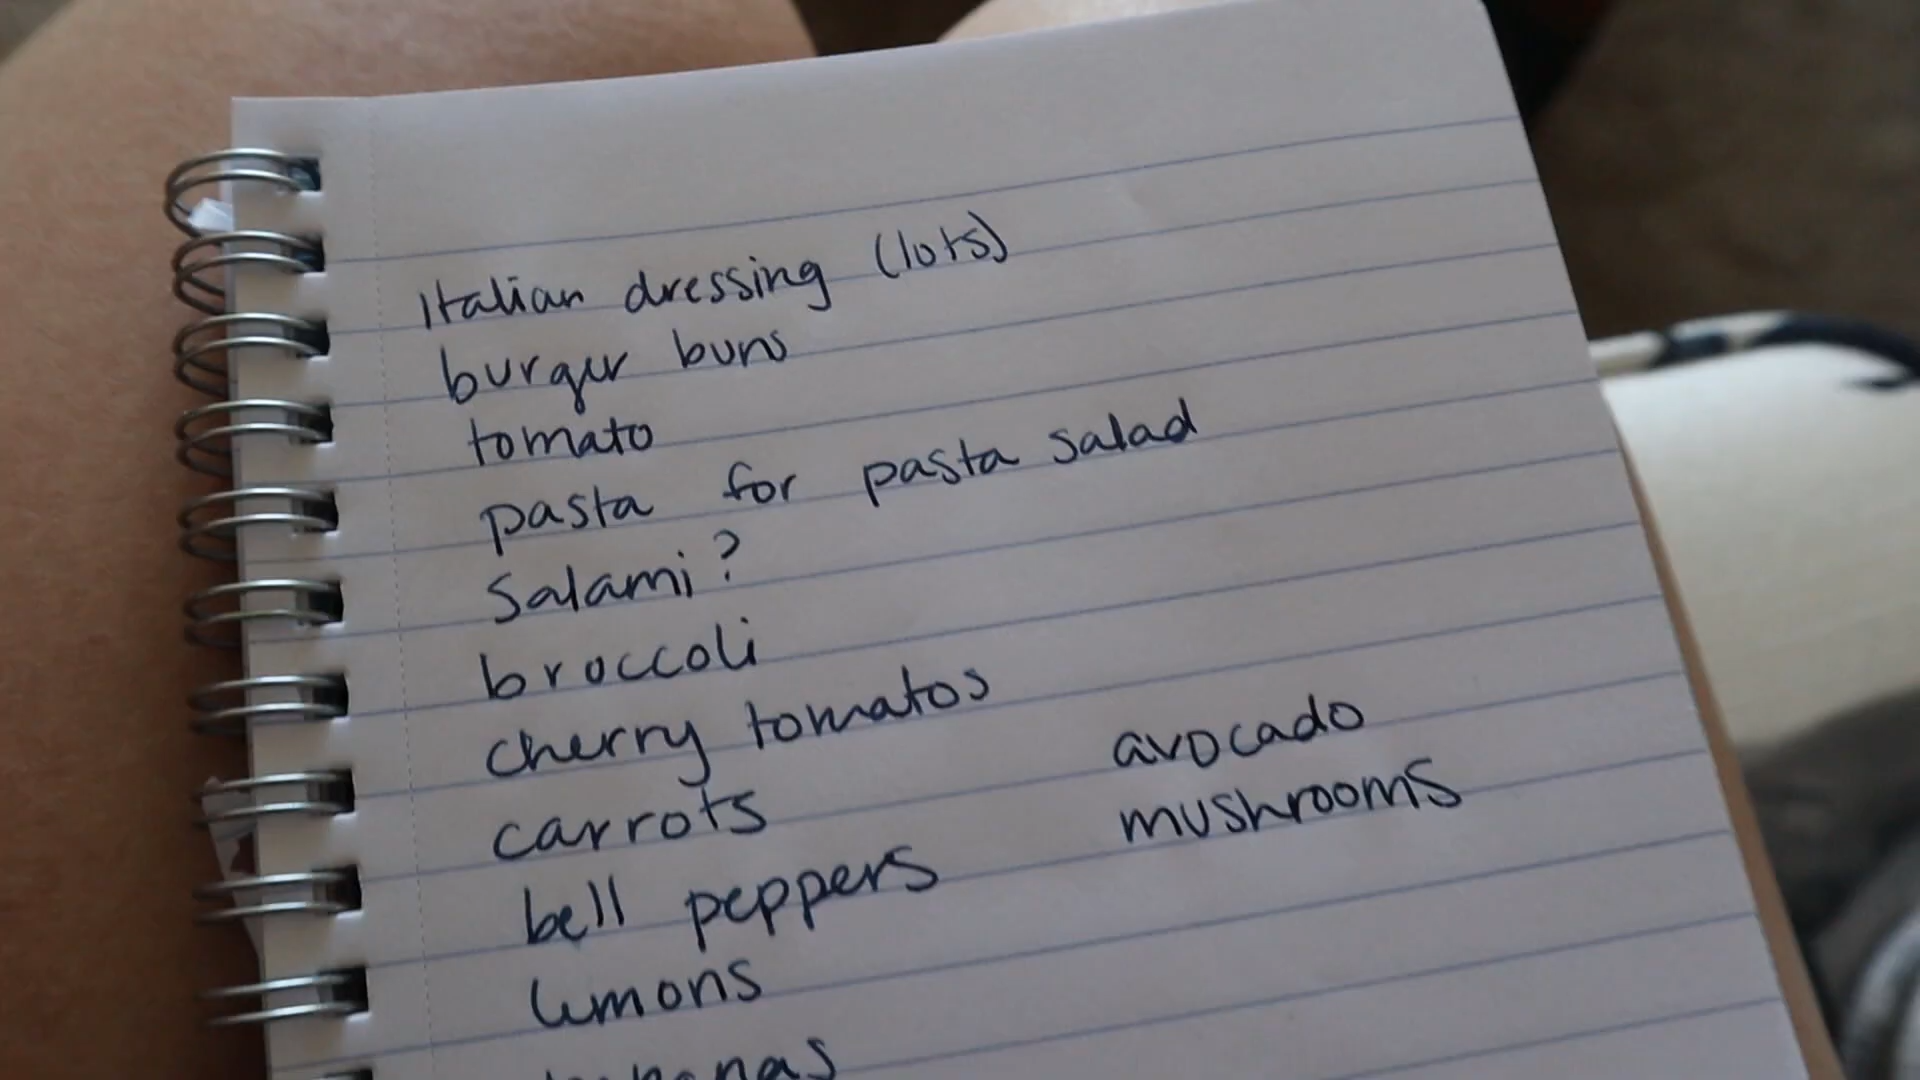 Italian dressing (lots)
burger buns
tomato
pasta for pasta salad
salami?
broccoli
cherry tomatos
carrots
bell peppers
lemons
bananas
avocado
mushrooms